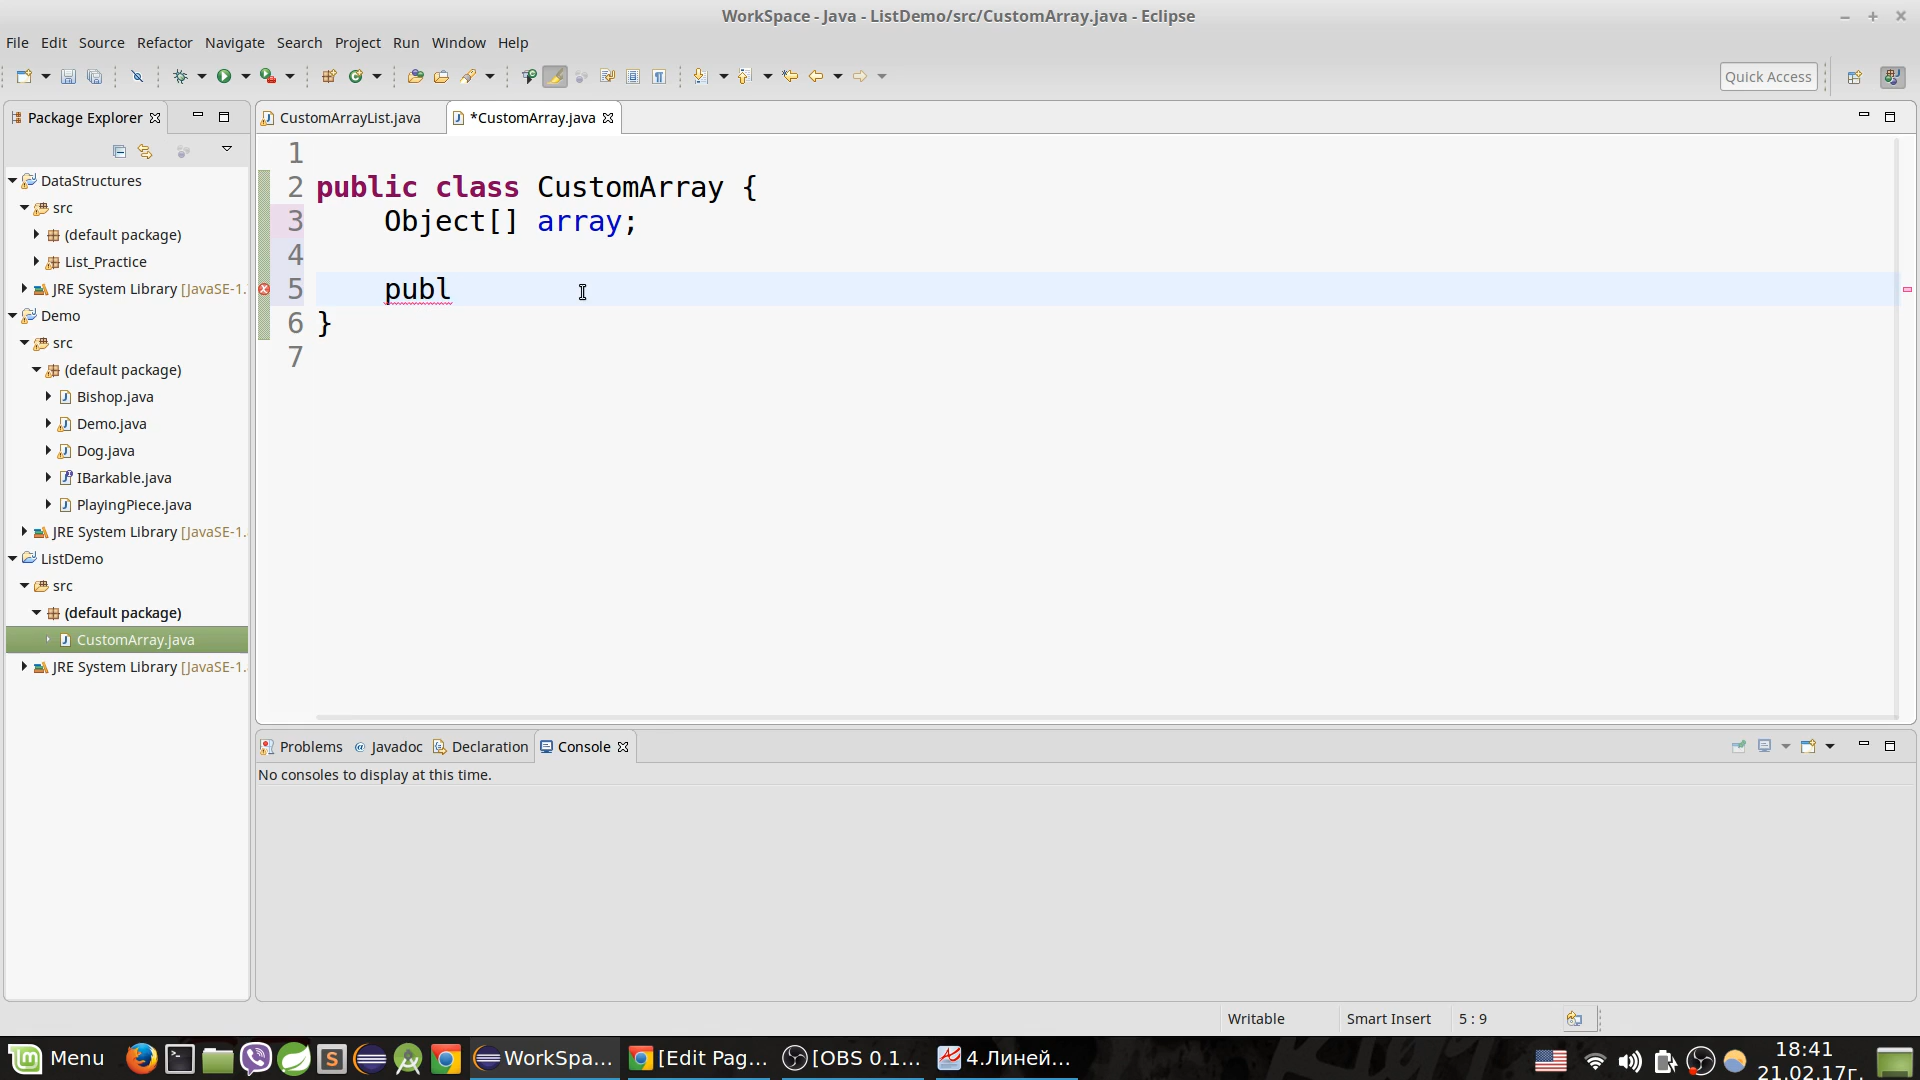 WorkSpace - Java - ListDemo/src/CustomArray.java - Eclipse
File Edit Source Refactor Navigate Search Project Run Window Help
Quick Access
Package Explorer
CustomArrayList.java
*CustomArray.java
DataStructures
src
(default package)
List_Practice
JRE System Library [JavaSE-1.
Demo
src
(default package)
Bishop.java
Demo.java
Dog.java
IBarkable.java
PlayingPiece.java
JRE System Library [JavaSE-1.
ListDemo
src
(default package)
CustomArray.java
JRE System Library [JavaSE-1.
1
2 public class CustomArray {
3 Object[] array;
4
5 publ
6 }
7
Problems @ Javadoc Declaration Console
No consoles to display at this time.
Writable Smart Insert 5 : 9
Menu WorkSpa... [Edit Pag... [OBS 0.1... 4.Линей... 18:41
21.02.17г.